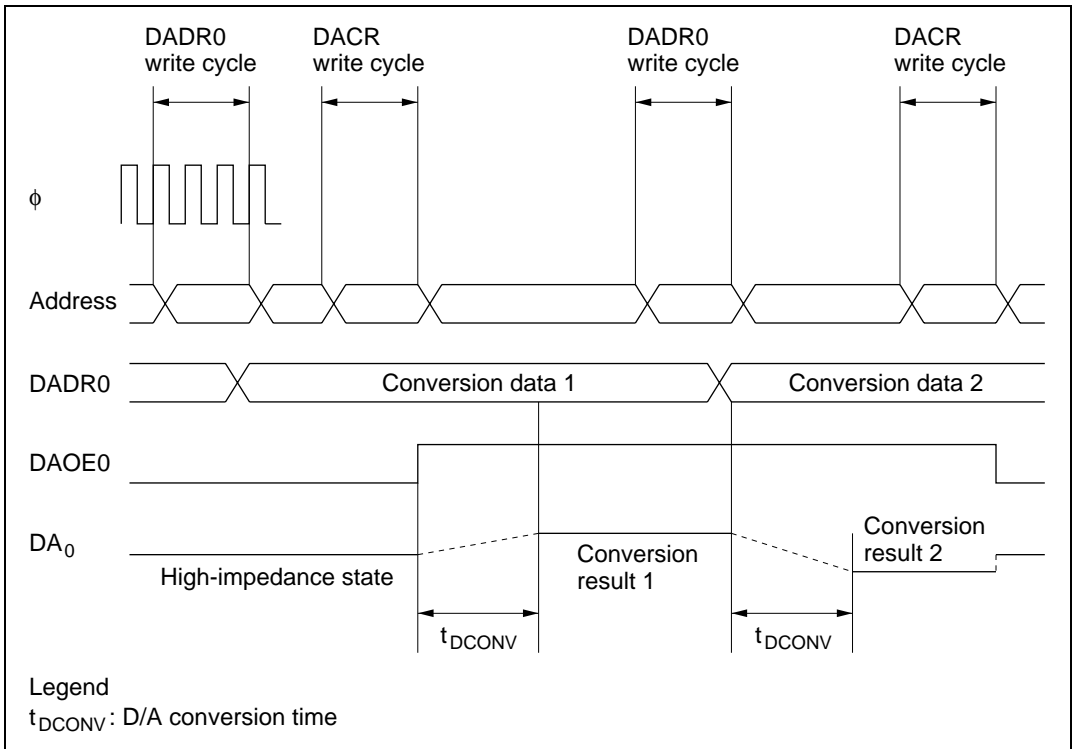 DADR0
write cycle
DACR
write cycle
DADR0
write cycle
DACR
write cycle
φ
Address
DADR0
Conversion data 1
Conversion data 2
DAOE0
DA0
High-impedance state
Conversion
result 1
Conversion
result 2
tDCONV
tDCONV
Legend
tDCONV : D/A conversion time